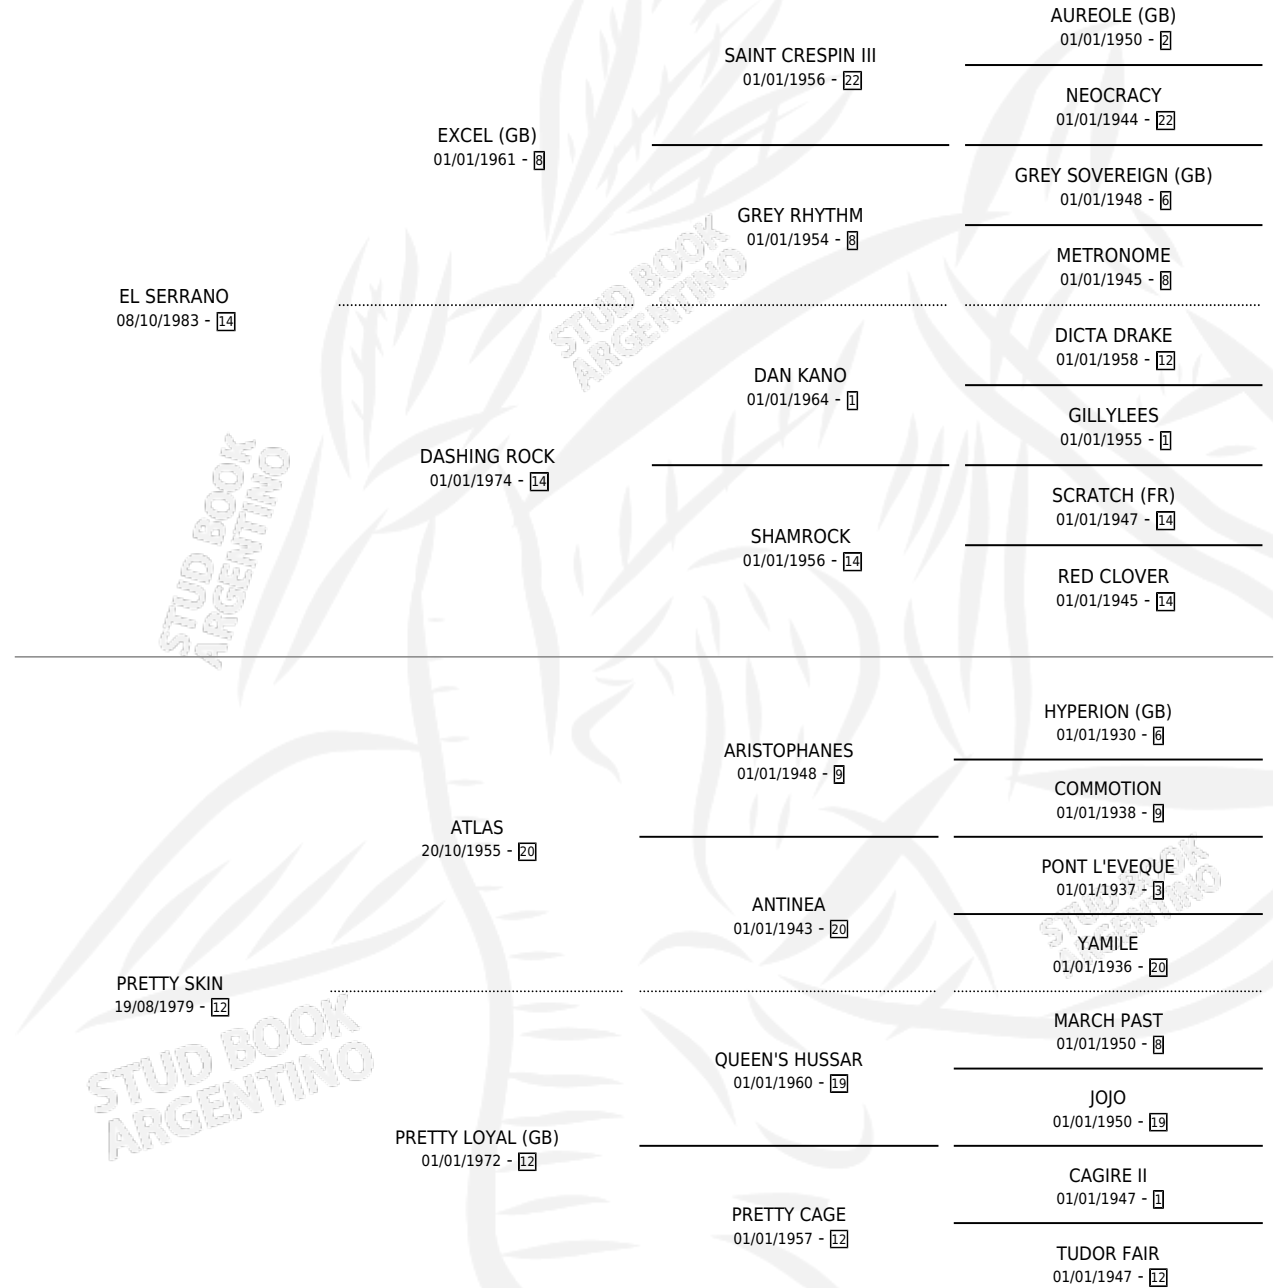 AUREOLE (GB)
01/01/1950 - 2
SAINT CRESPIN III
01/01/1956 - 22
NEOCRACY
01/01/1944 - 22
EXCEL (GB)
01/01/1961 - 8
GREY SOVEREIGN (GB)
01/01/1948 - 6
GREY RHYTHM
01/01/1954 - 8
METRONOME
01/01/1945 - 8
EL SERRANO
08/10/1983 - 14
DICTA DRAKE
01/01/1958 - 12
DAN KANO
01/01/1964 - 1
GILLYLEES
01/01/1955 - 1
DASHING ROCK
01/01/1974 - 14
SCRATCH (FR)
01/01/1947 - 14
SHAMROCK
01/01/1956 - 14
RED CLOVER
01/01/1945 - 14
HYPERION (GB)
01/01/1930 - 6
ARISTOPHANES
01/01/1948 - 9
COMMOTION
01/01/1938 - 9
ATLAS
20/10/1955 - 20
PONT L'EVEQUE
01/01/1937 - 3
ANTINEA
01/01/1943 - 20
YAMILE
01/01/1936 - 20
PRETTY SKIN
19/08/1979 - 12
MARCH PAST
01/01/1950 - 8
QUEEN'S HUSSAR
01/01/1960 - 19
JOJO
01/01/1950 - 19
PRETTY LOYAL (GB)
01/01/1972 - 12
CAGIRE II
01/01/1947 - 1
PRETTY CAGE
01/01/1957 - 12
TUDOR FAIR
01/01/1947 - 12
STUD BOOK
ARGENTINO
STUD BOOK
ARGENTINO
STUD BOOK
ARGENTINO
STUD BOOK
ARGENTINO